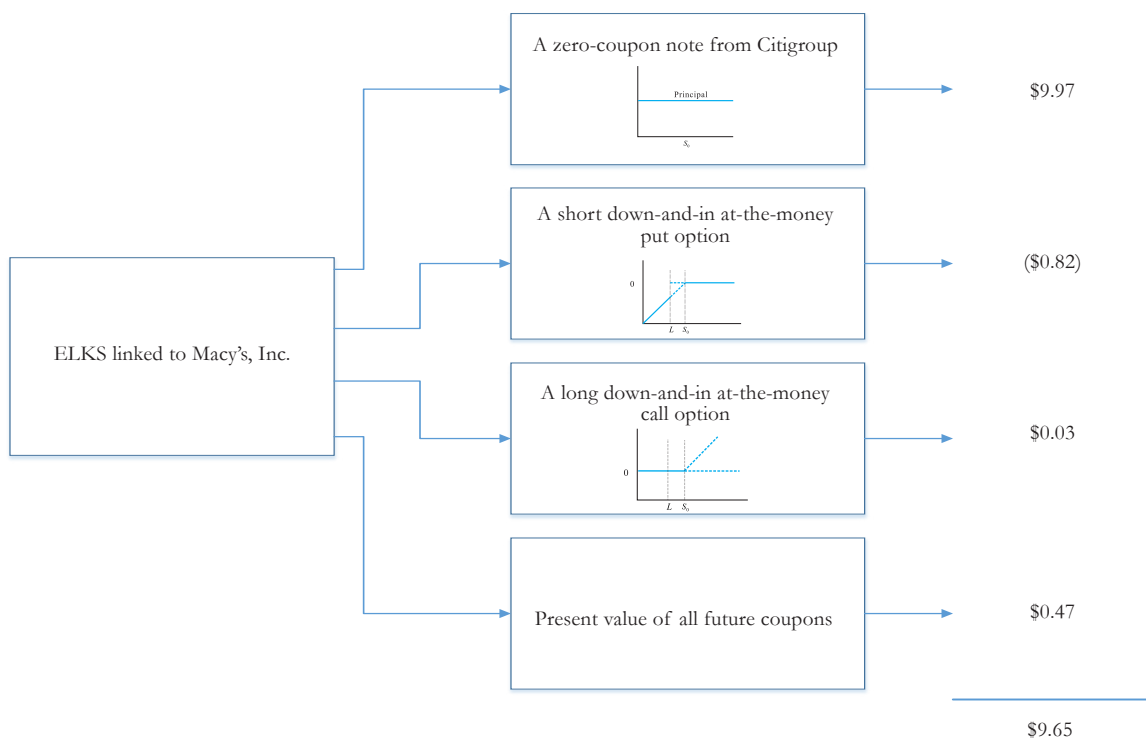 A zero-coupon note from Citigroup
Principal
S₀
$9.97
A short down-and-in at-the-money
put option
0
L S₀
($0.82)
ELKS linked to Macy’s, Inc.
A long down-and-in at-the-money
call option
0
L S₀
$0.03
Present value of all future coupons
$0.47
$9.65